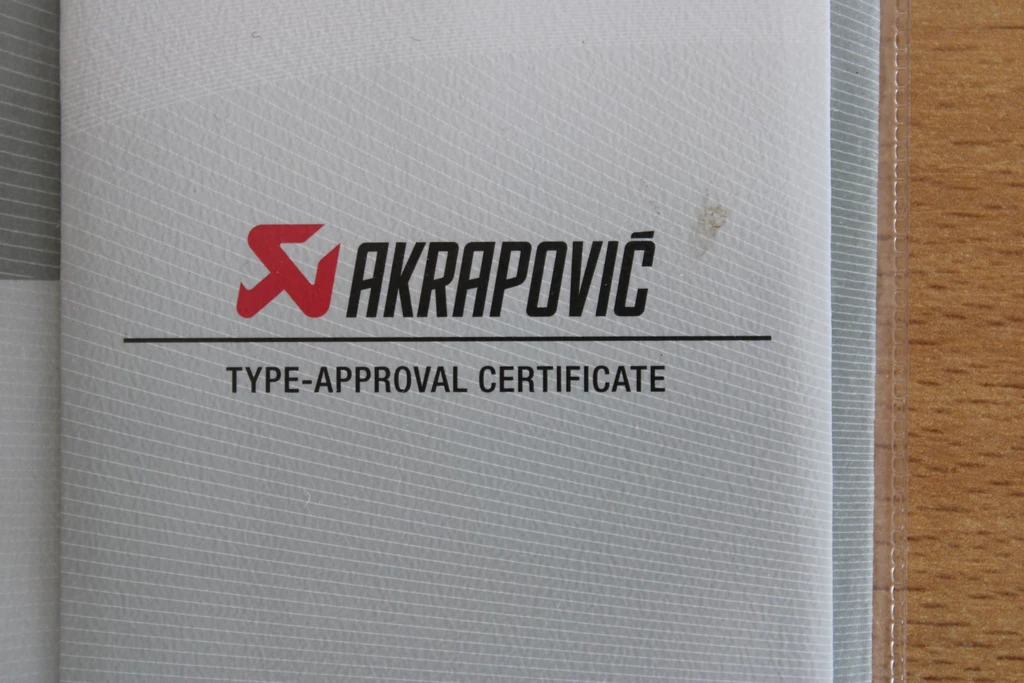 AKRAPOVIČ
TYPE-APPROVAL CERTIFICATE